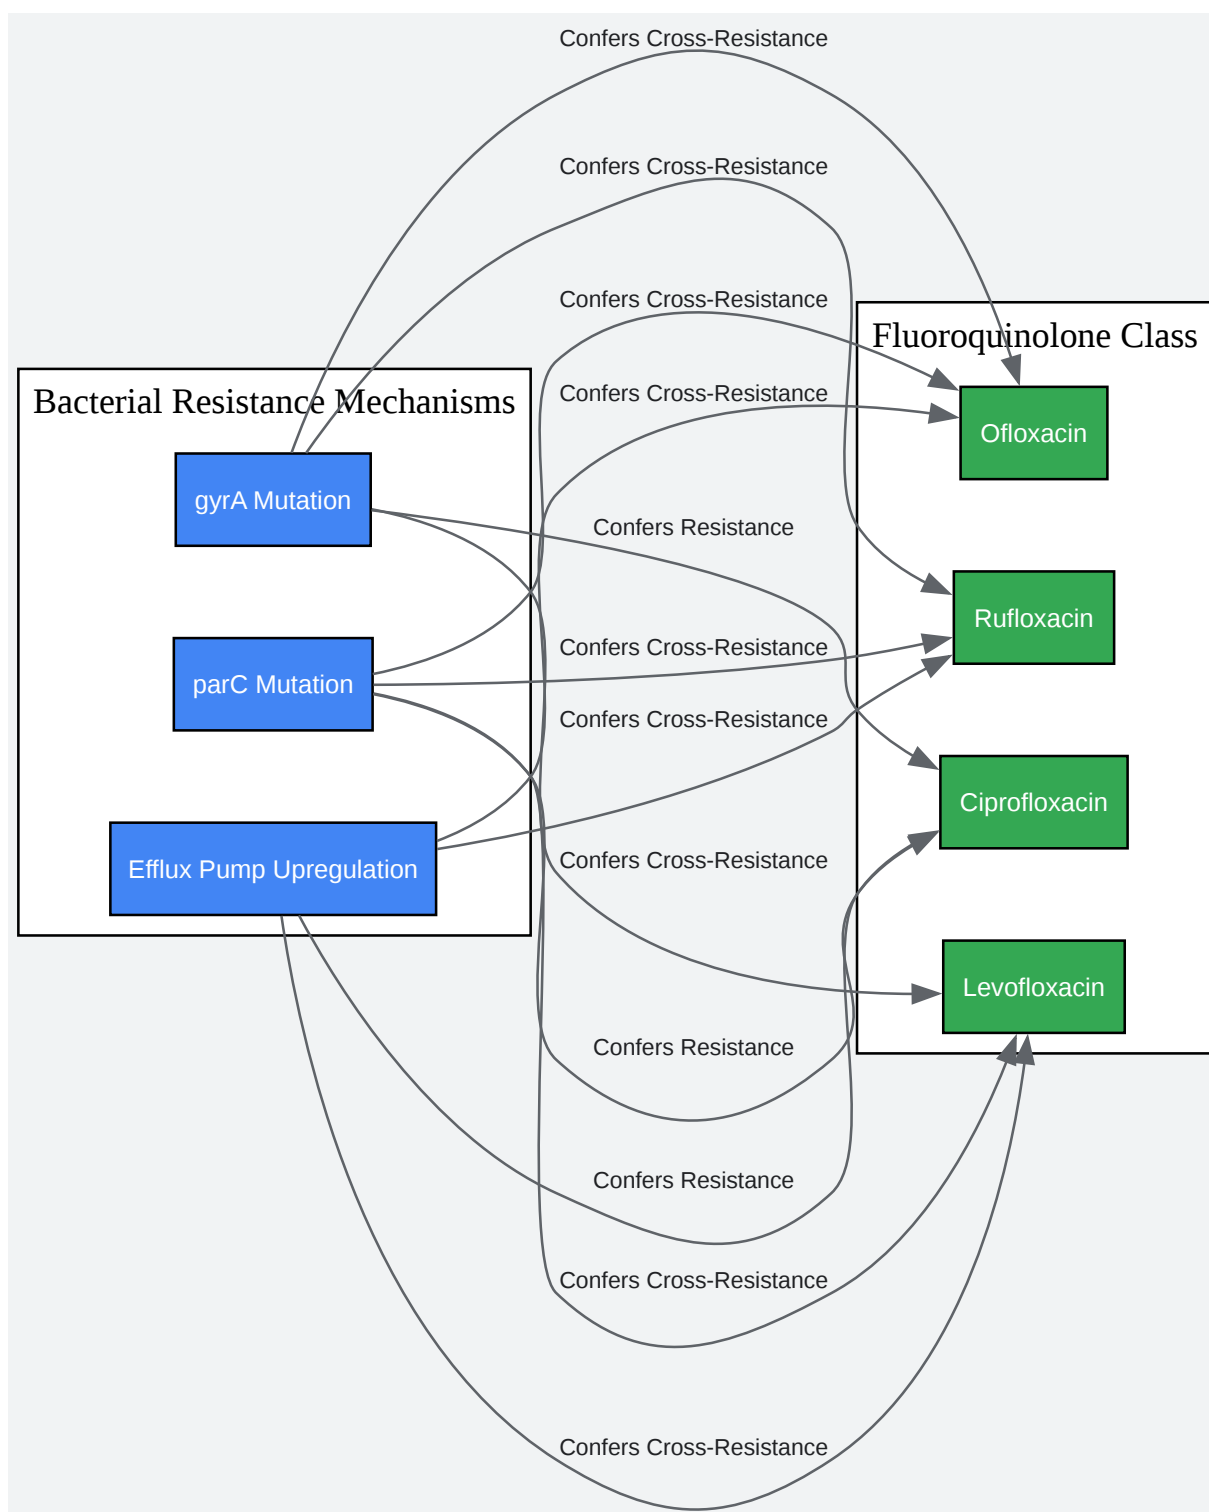 Confers Cross-Resistance
Confers Cross-Resistance
Confers Cross-Resistance
Fluoroquinolone Class
Bacterial Resistance Mechanisms
Confers Cross-Resistance
Ofloxacin
gyrA Mutation
Confers Resistance
Rufloxacin
Confers Cross-Resistance
parC Mutation
Confers Cross-Resistance
Ciprofloxacin
Confers Cross-Resistance
Efflux Pump Upregulation
Levofloxacin
Confers Resistance
Confers Resistance
Confers Cross-Resistance
Confers Cross-Resistance